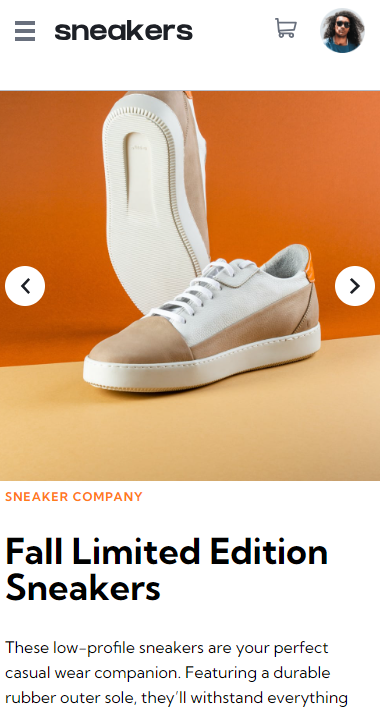 sneakers
SNEAKER COMPANY
Fall Limited Edition
Sneakers
These low-profile sneakers are your perfect
casual wear companion. Featuring a durable
rubber outer sole, they’ll withstand everything